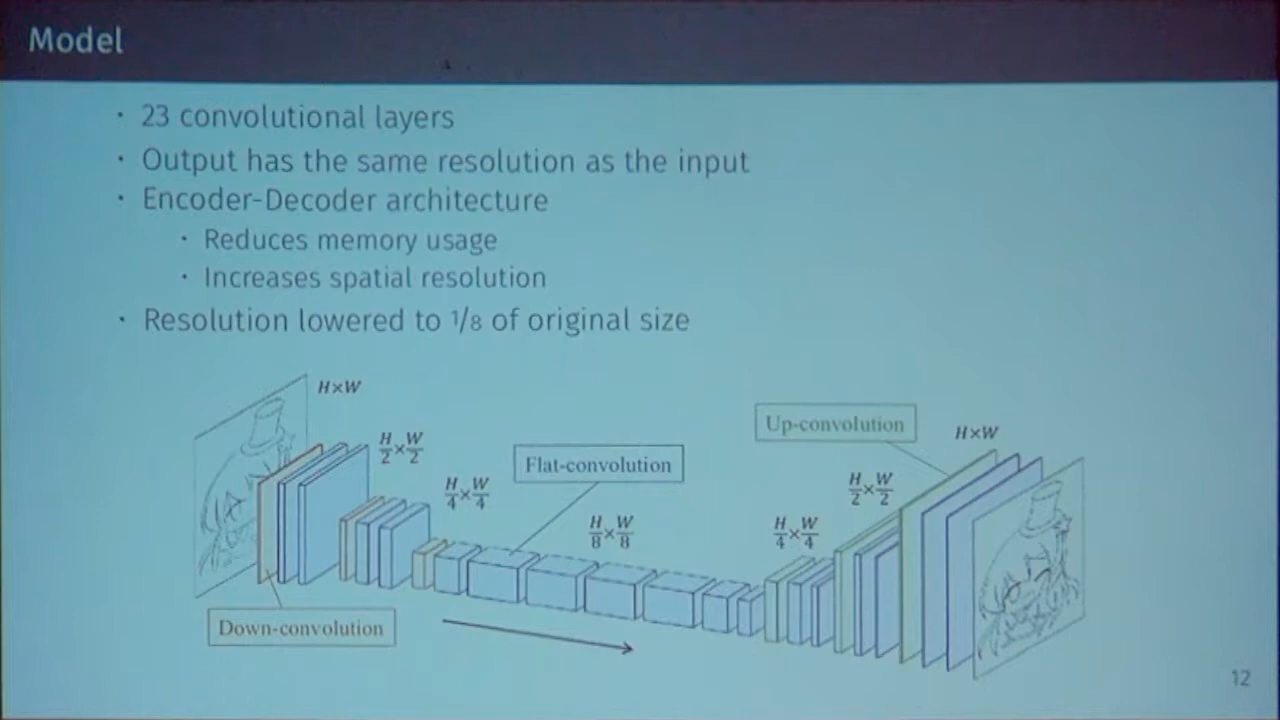 Model
· 23 convolutional layers
· Output has the same resolution as the input
· Encoder-Decoder architecture
· Reduces memory usage
· Increases spatial resolution
· Resolution lowered to 1/8 of original size
H×W
H/2×W/2
H/4×W/4
Flat-convolution
H/8×W/8
Up-convolution
H×W
H/2×W/2
H/4×W/4
Down-convolution
12